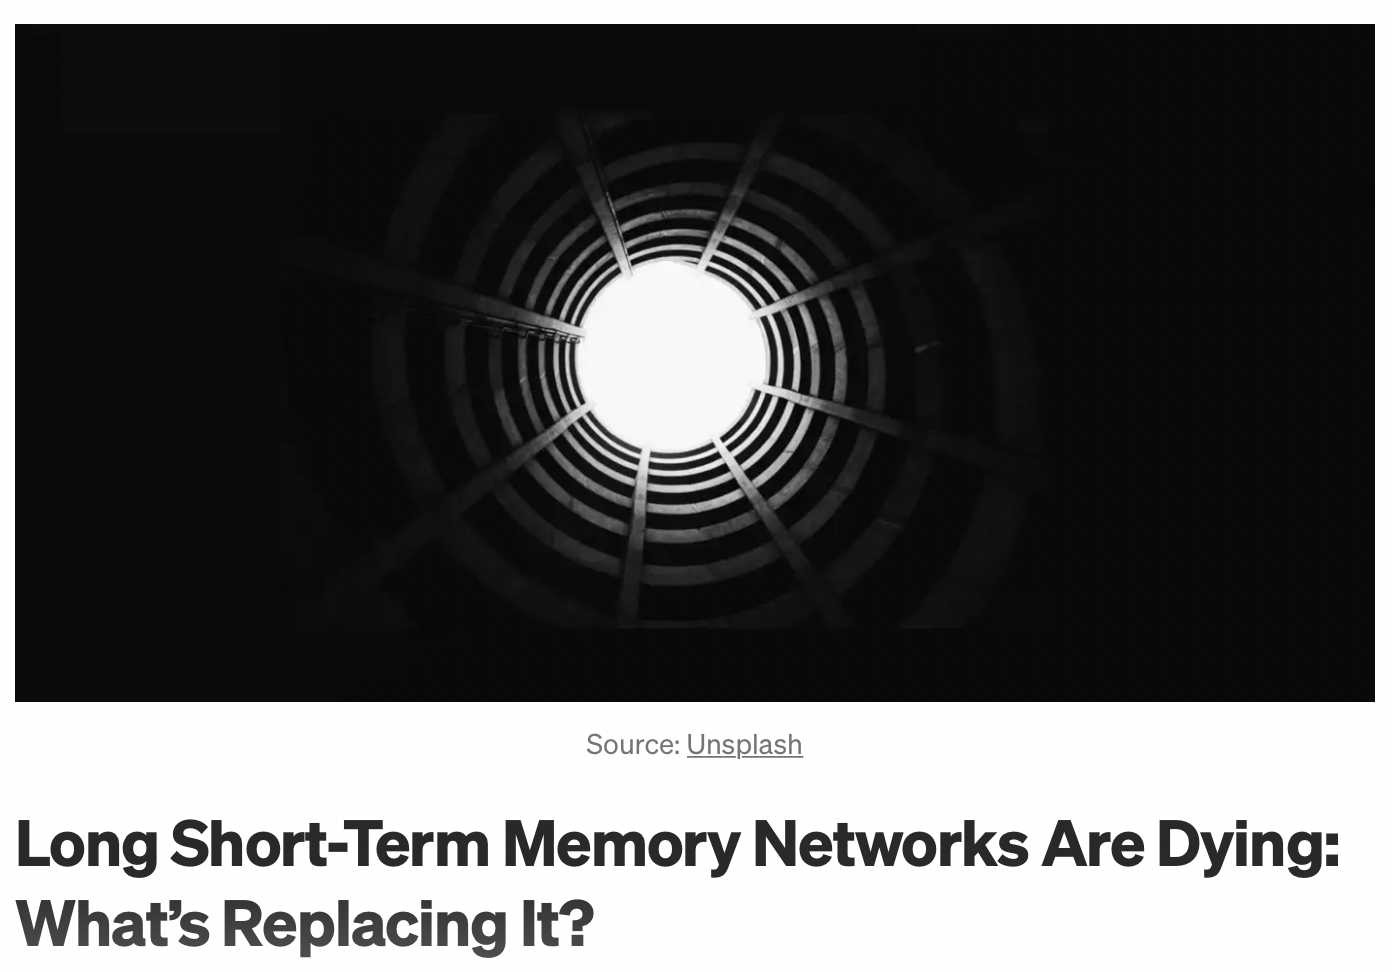 Source: Unsplash
Long Short-Term Memory Networks Are Dying:
What’s Replacing It?